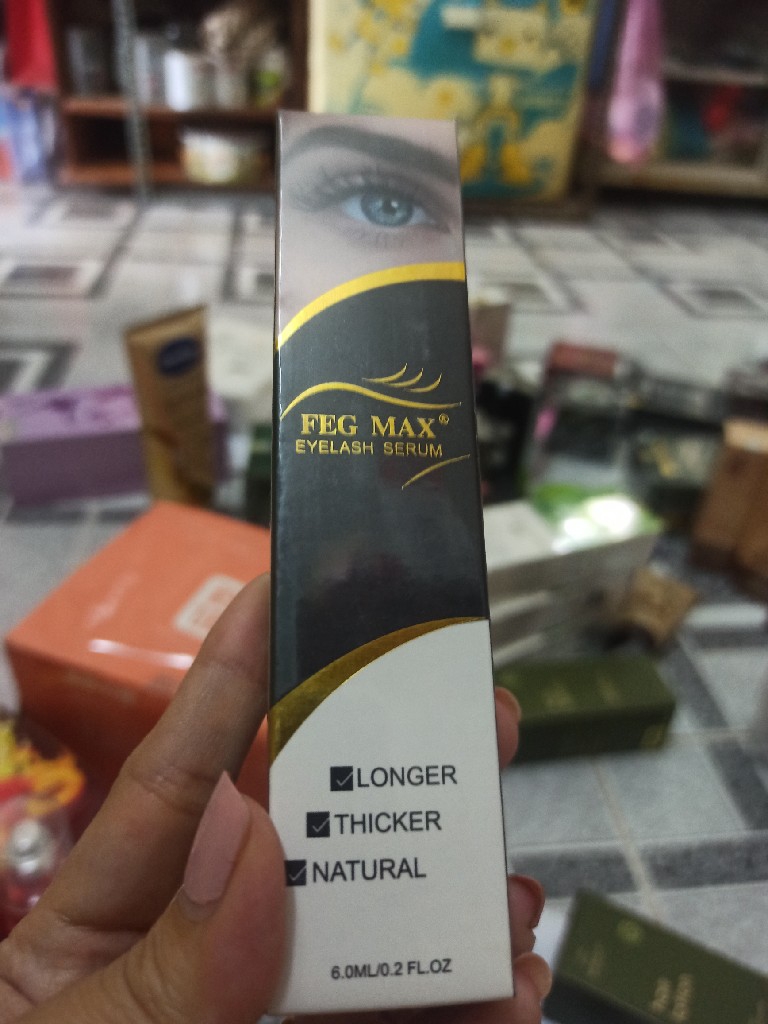 FEG MAX®
EYELASH SERUM
LONGER
THICKER
NATURAL
6.0ML/0.2 FL.OZ